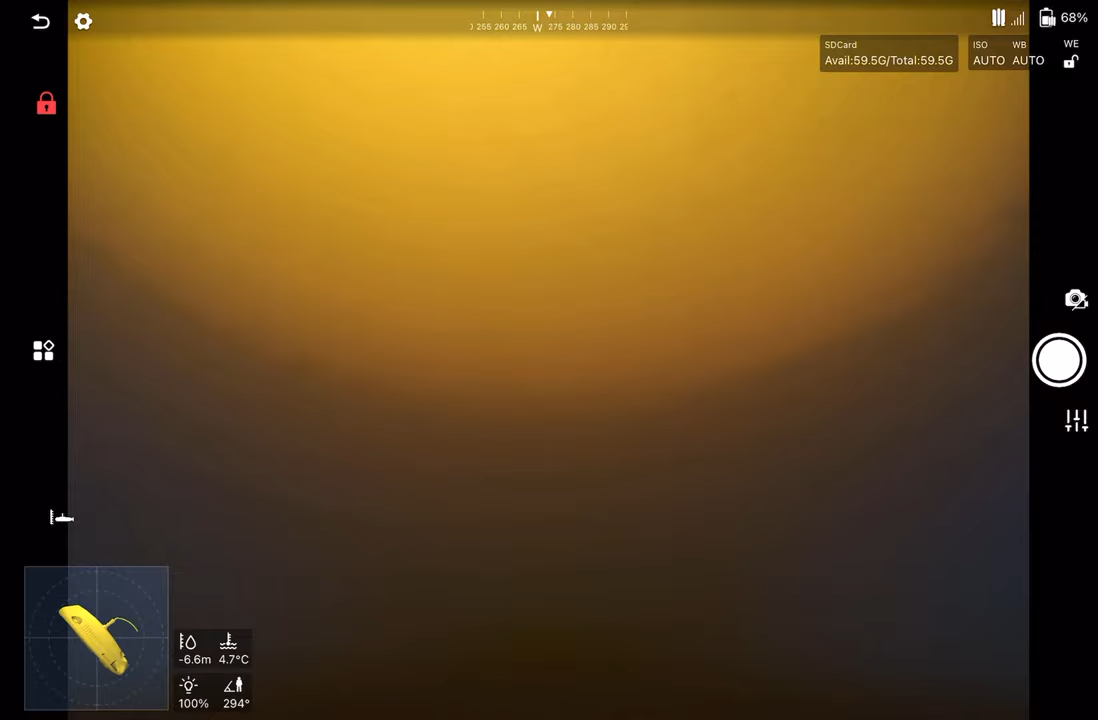 255 260 265 W 275 280 285 290
68%
SDCard
Avail:59.5G/Total:59.5G
ISO WB
AUTO AUTO
WE
-6.6m 4.7°C
100% 294°